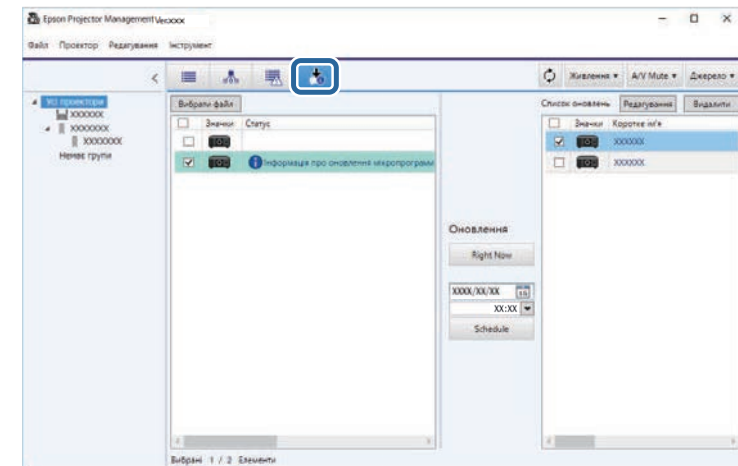 Epson Projector Management Ver.xxxx
Файл Проектор Редагування Інструмент
Живлення A/V Mute Джерело
Усі проектори
XXXXXX
XXXXXXX
XXXXXXX
Немає групи
Вибрати файл
Значки Статус
Інформація про оновлення мікропрограми
Оновлення
Right Now
XXXX/XX/XX
XX:XX
Schedule
Список оновлень Редагування Видалити
Значки Коротке ім'я
XXXXXX
XXXXXX
Вибрані 1 / 2 Елементи